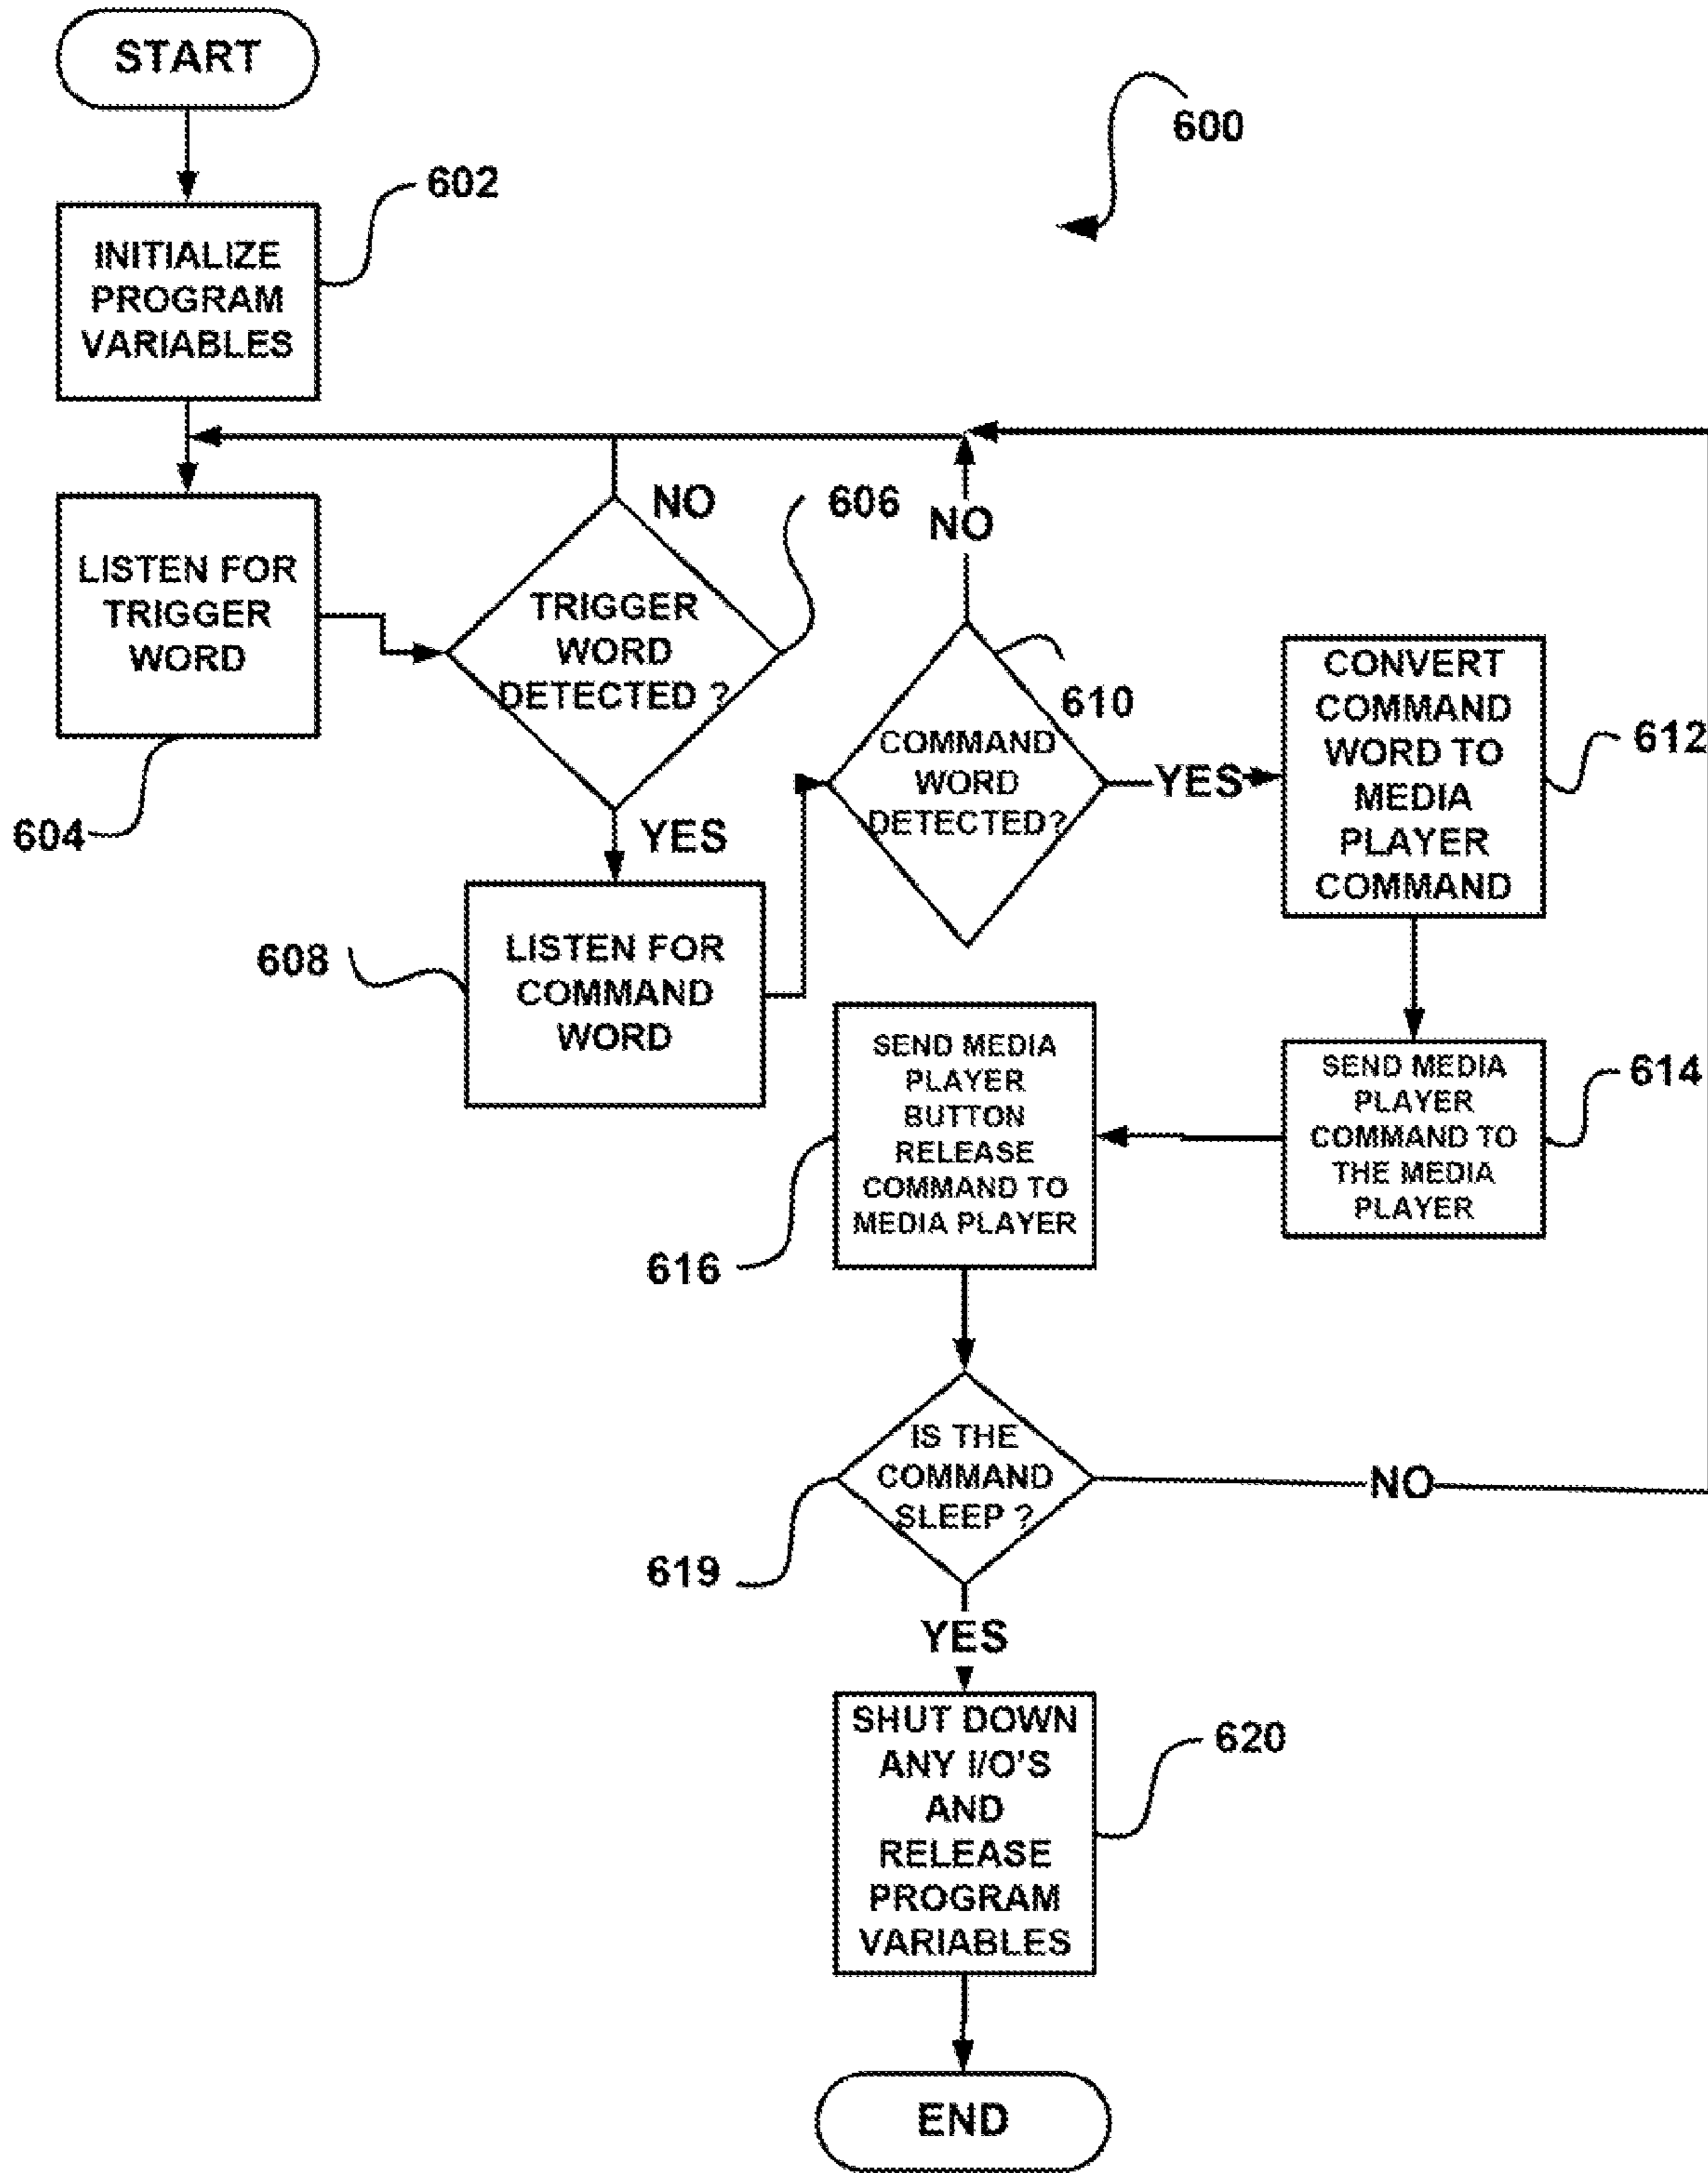 START
600
602
INITIALIZE
PROGRAM
VARIABLES
LISTEN FOR
TRIGGER
WORD
604
NO
606
TRIGGER
WORD
DETECTED ?
YES
608
LISTEN FOR
COMMAND
WORD
NO
610
COMMAND
WORD
DETECTED?
YES
CONVERT
COMMAND
WORD TO
MEDIA
PLAYER
COMMAND
612
SEND MEDIA
PLAYER
COMMAND TO
THE MEDIA
PLAYER
614
SEND MEDIA
PLAYER
BUTTON
RELEASE
COMMAND TO
MEDIA PLAYER
616
IS THE
COMMAND
SLEEP ?
NO
619
YES
SHUT DOWN
ANY I/O'S
AND
RELEASE
PROGRAM
VARIABLES
620
END